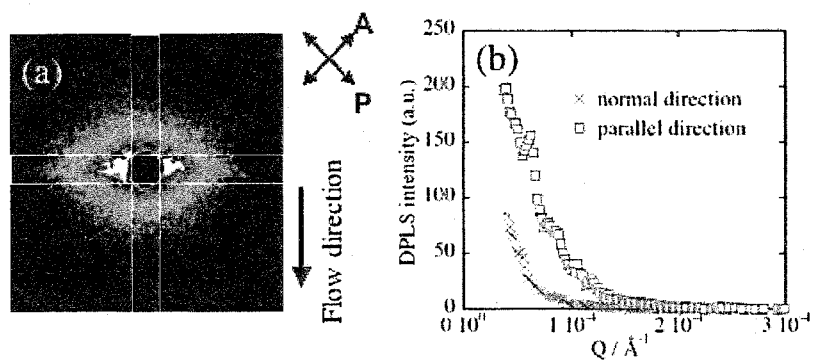 (a)
A
P
Flow direction
(b)
× normal direction
□ parallel direction
DPLS intensity (a.u.)
250
200
150
100
50
0
0 10⁰
1 10⁻⁴
2 10⁻⁴
3 10⁻⁴
Q / Å⁻¹